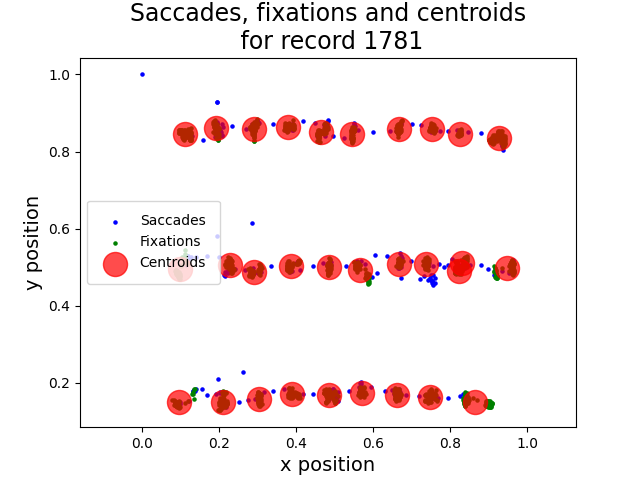 Saccades, fixations and centroids
for record 1781
1.0
0.8
0.6
0.4
0.2
y position
Saccades
Fixations
Centroids
0.0 0.2 0.4 0.6 0.8 1.0
x position